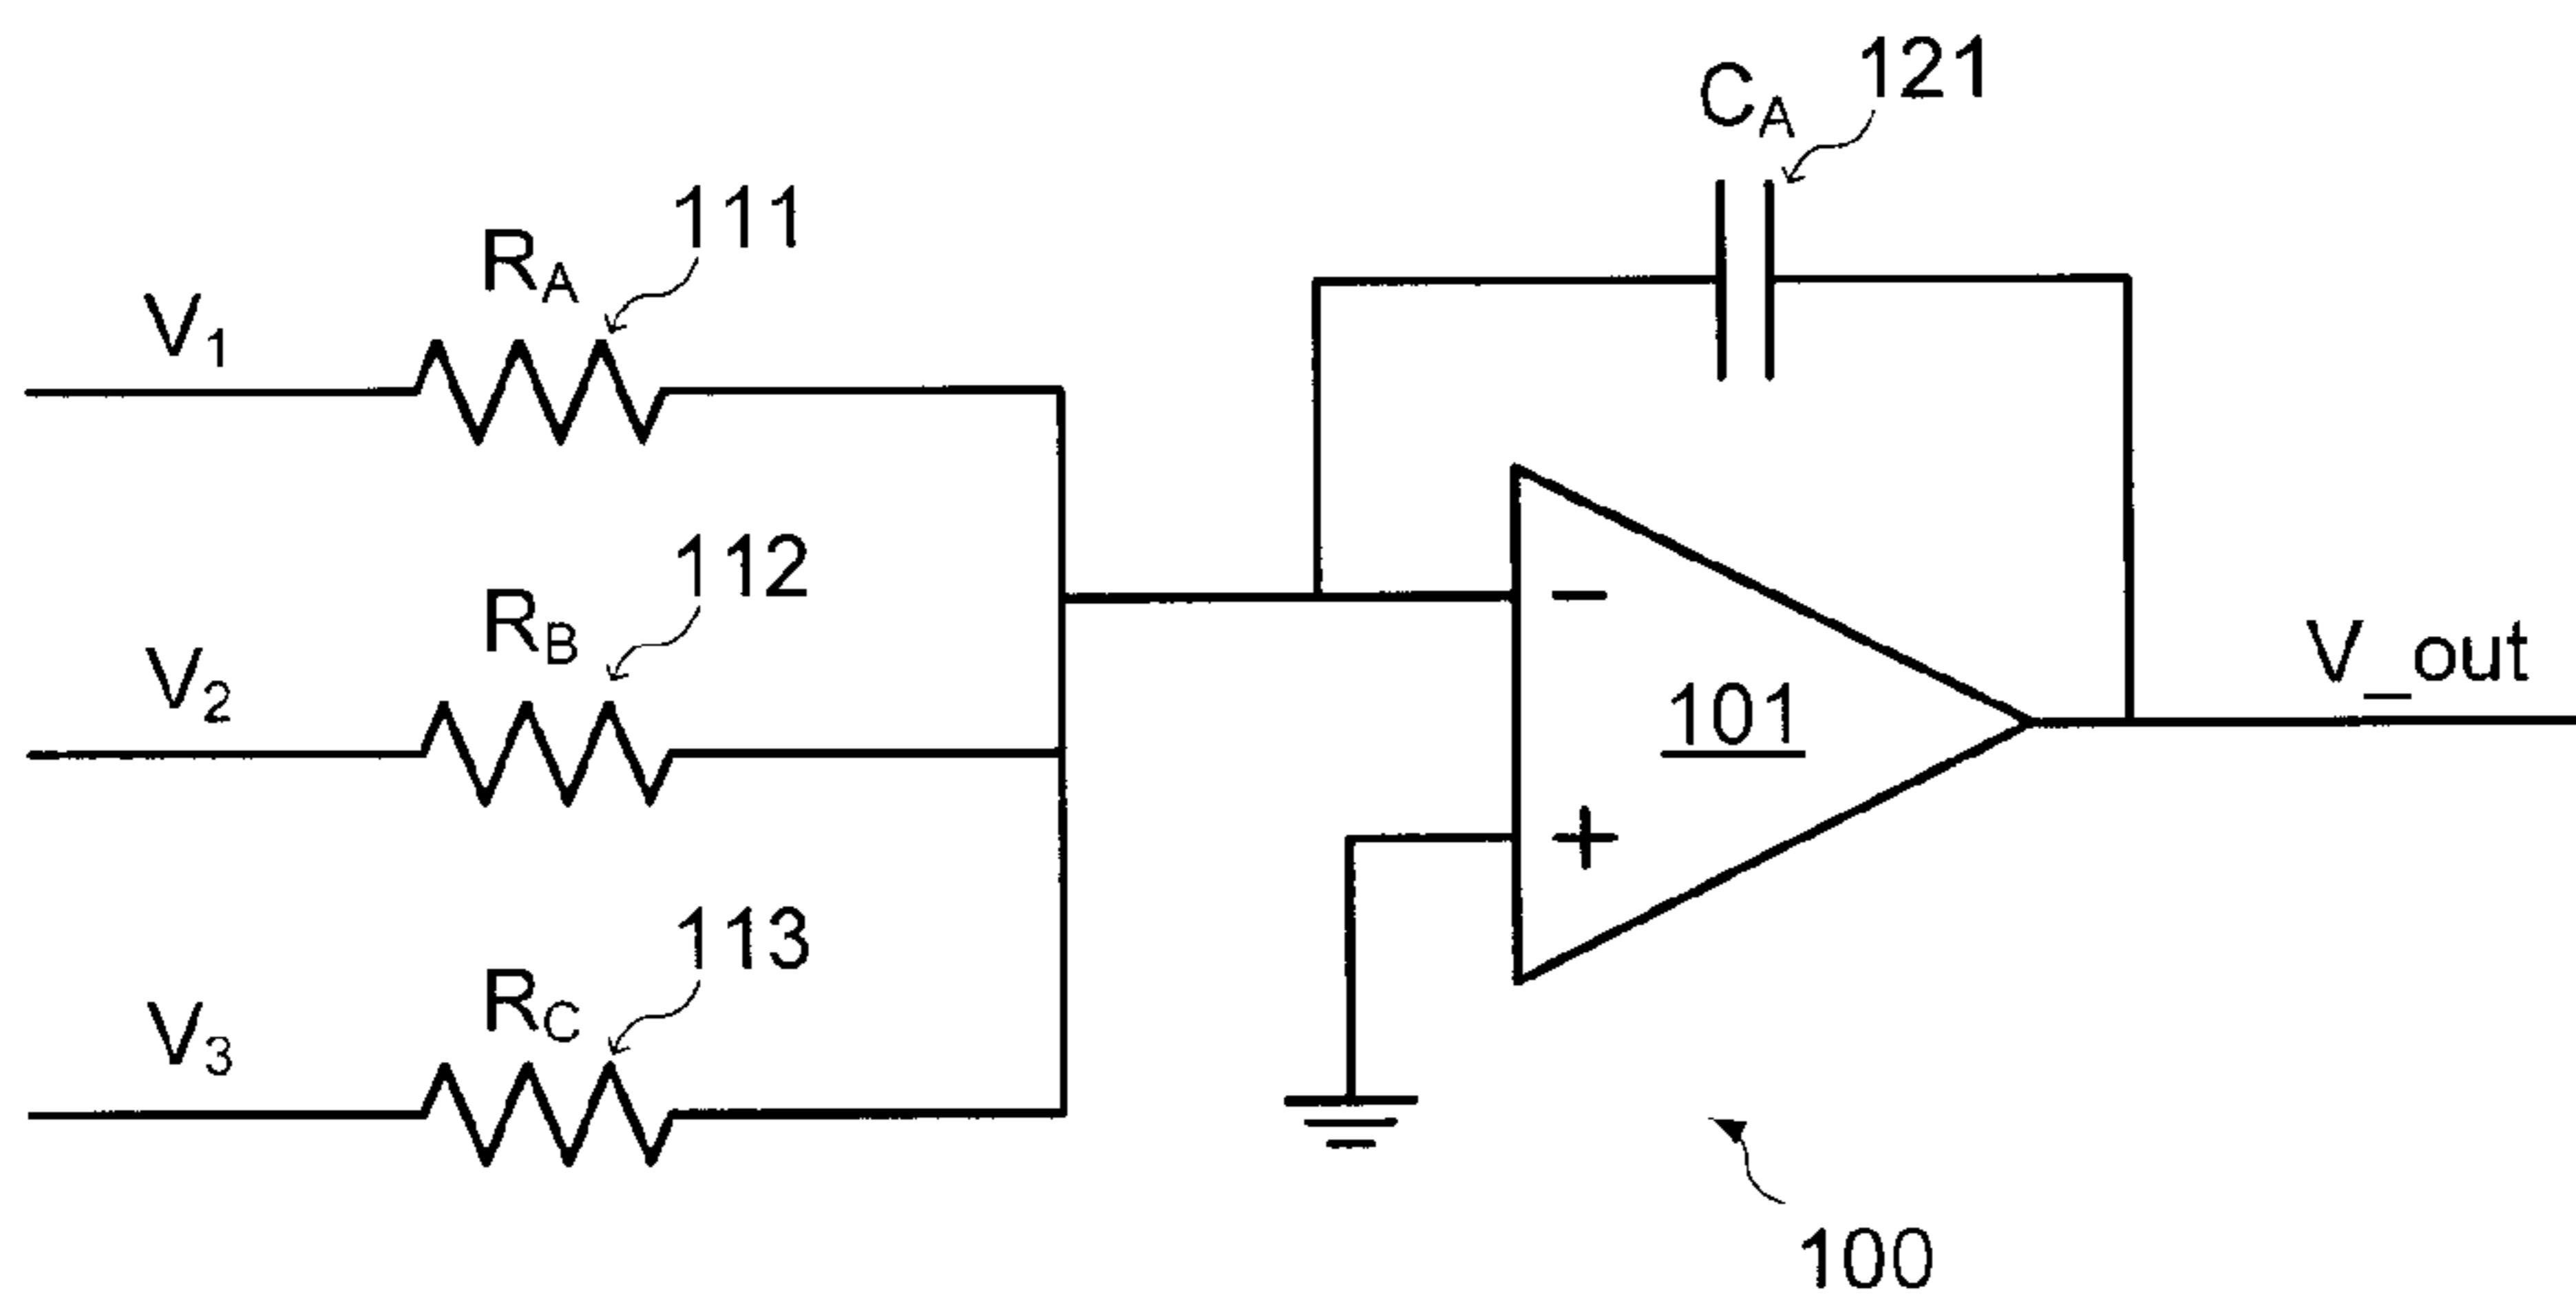 C_A 121
R_A 111
V_1
R_B 112
V_2
−
101
V_out
+
R_C 113
V_3
100